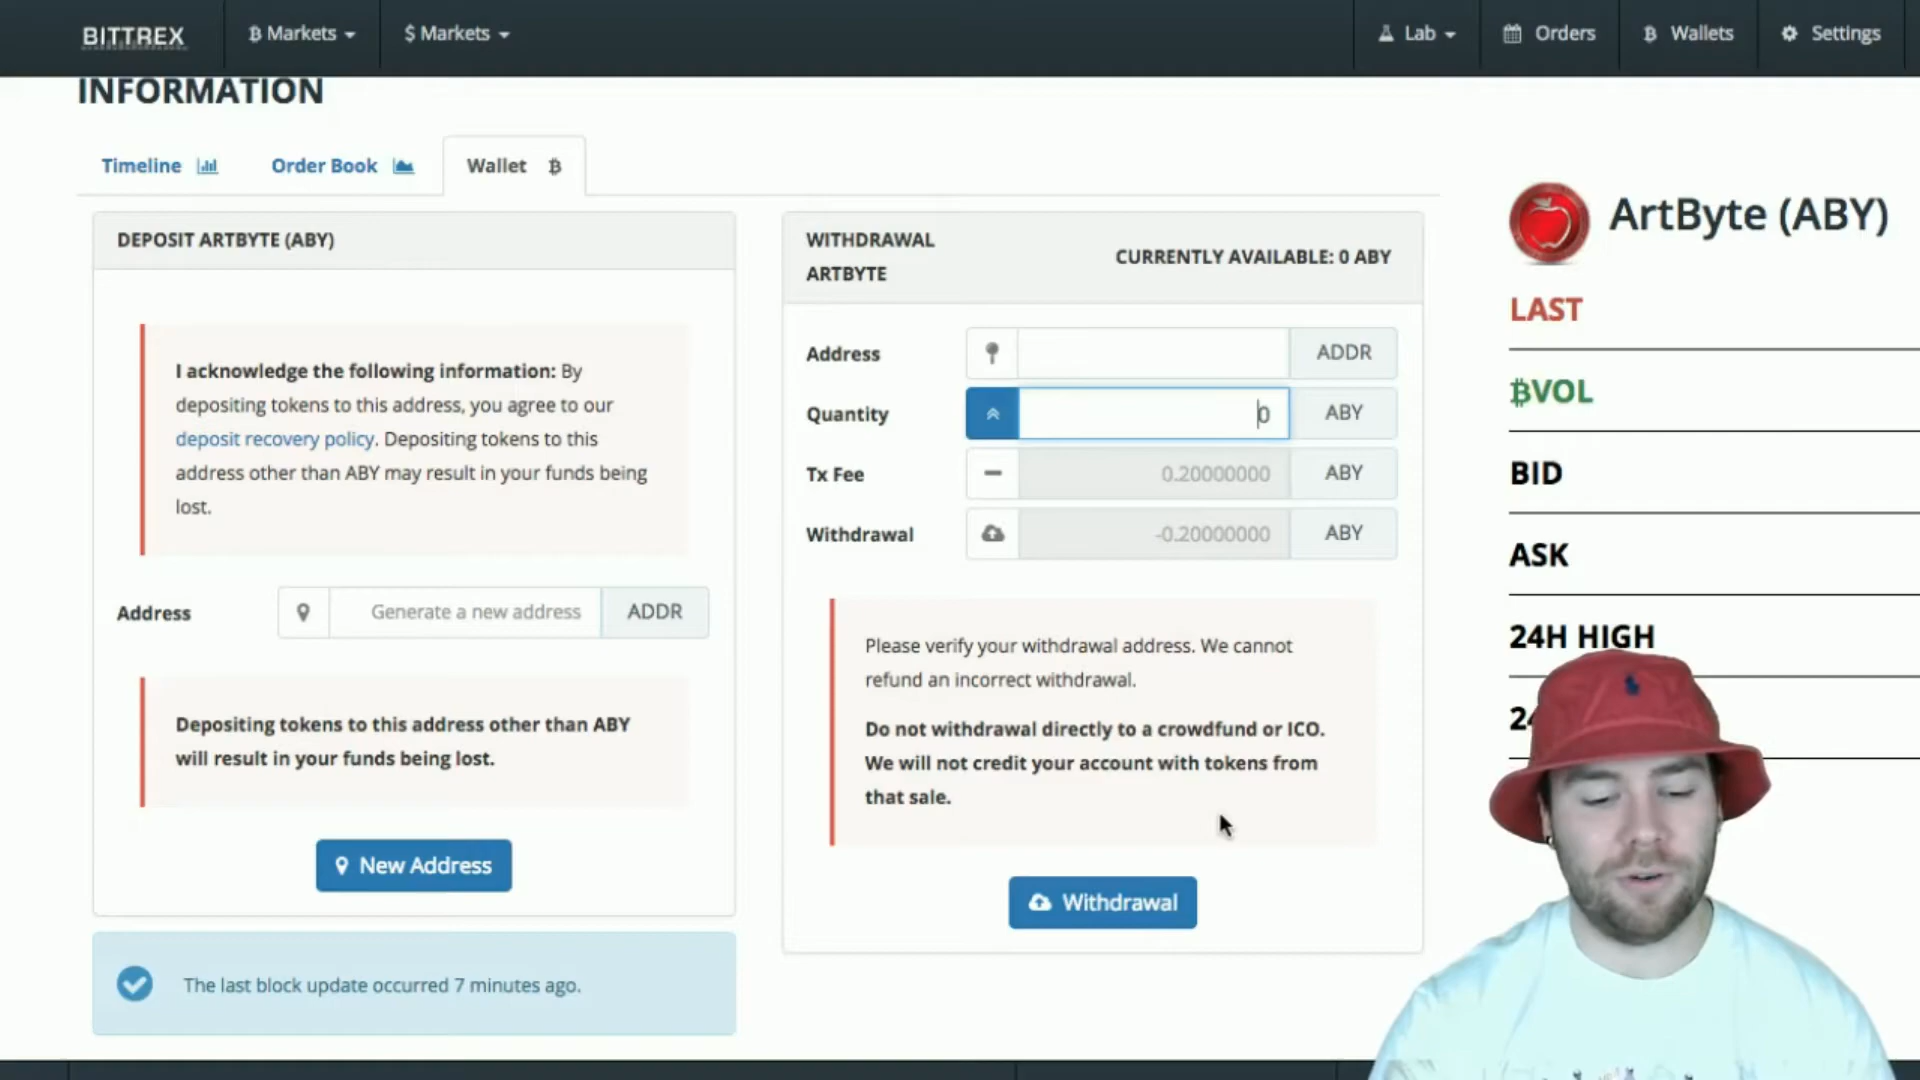 BITTREX
₿ Markets
$ Markets
Lab
Orders
₿ Wallets
Settings
INFORMATION
Timeline
Order Book
Wallet ₿
DEPOSIT ARTBYTE (ABY)
I acknowledge the following information: By
depositing tokens to this address, you agree to our
deposit recovery policy. Depositing tokens to this
address other than ABY may result in your funds being
lost.
Address
Generate a new address
ADDR
Depositing tokens to this address other than ABY
will result in your funds being lost.
New Address
The last block update occurred 7 minutes ago.
WITHDRAWAL
ARTBYTE
CURRENTLY AVAILABLE: 0 ABY
Address
ADDR
Quantity
0
ABY
Tx Fee
0.20000000
ABY
Withdrawal
-0.20000000
ABY
Please verify your withdrawal address. We cannot
refund an incorrect withdrawal.
Do not withdrawal directly to a crowdfund or ICO.
We will not credit your account with tokens from
that sale.
Withdrawal
ArtByte (ABY)
LAST
₿VOL
BID
ASK
24H HIGH